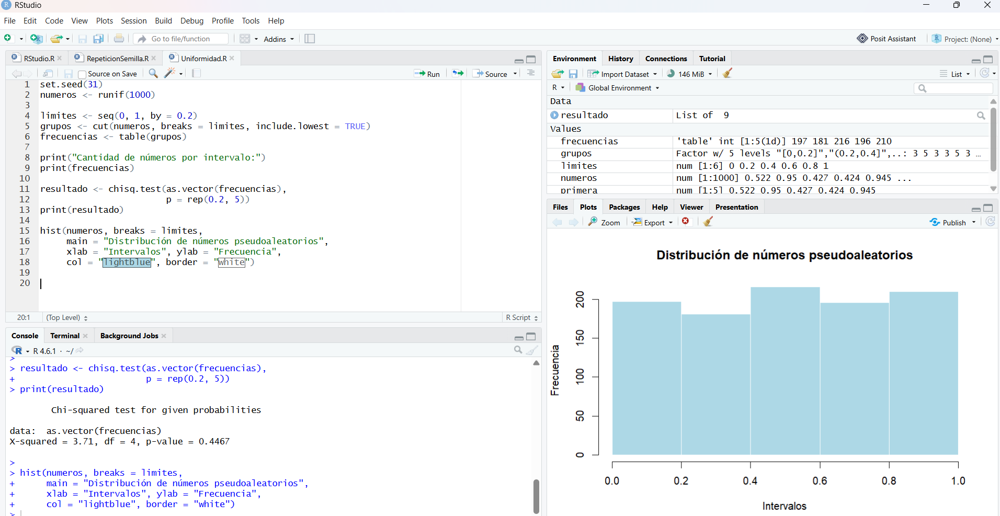 RStudio
File Edit Code View Plots Session Build Debug Profile Tools Help
Go to file/function Addins Posit Assistant Project: (None)
RStudio.R RepeticionSemilla.R Uniformidad.R
Source on Save Run Source
1 set.seed(31)
2 numeros <- runif(1000)
3
4 limites <- seq(0, 1, by = 0.2)
5 grupos <- cut(numeros, breaks = limites, include.lowest = TRUE)
6 frecuencias <- table(grupos)
7
8 print("Cantidad de números por intervalo:")
9 print(frecuencias)
10
11 resultado <- chisq.test(as.vector(frecuencias),
12 p = rep(0.2, 5))
13 print(resultado)
14
15 hist(numeros, breaks = limites,
16 main = "Distribución de números pseudoaleatorios",
17 xlab = "Intervalos", ylab = "Frecuencia",
18 col = "lightblue", border = "white")
19
20
20:1 (Top Level) R Script
Console Terminal Background Jobs
R 4.6.1 · ~/
>
> resultado <- chisq.test(as.vector(frecuencias),
+ p = rep(0.2, 5))
> print(resultado)
Chi-squared test for given probabilities
data: as.vector(frecuencias)
X-squared = 3.71, df = 4, p-value = 0.4467
>
> hist(numeros, breaks = limites,
+ main = "Distribución de números pseudoaleatorios",
+ xlab = "Intervalos", ylab = "Frecuencia",
+ col = "lightblue", border = "white")
>
Environment History Connections Tutorial
Import Dataset 146 MiB List
R Global Environment
Data
resultado List of 9
Values
frecuencias 'table' int [1:5(1d)] 197 181 216 196 210
grupos Factor w/ 5 levels "[0,0.2]","(0.2,0.4]",..: 3 5 3 3 5 3 …
limites num [1:6] 0 0.2 0.4 0.6 0.8 1
numeros num [1:1000] 0.522 0.95 0.427 0.424 0.945 ...
primera num [1:5] 0.522 0.95 0.427 0.424 0.945
Files Plots Packages Help Viewer Presentation
Zoom Export Publish
Distribución de números pseudoaleatorios
Frecuencia
200
150
100
50
0
0.0 0.2 0.4 0.6 0.8 1.0
Intervalos